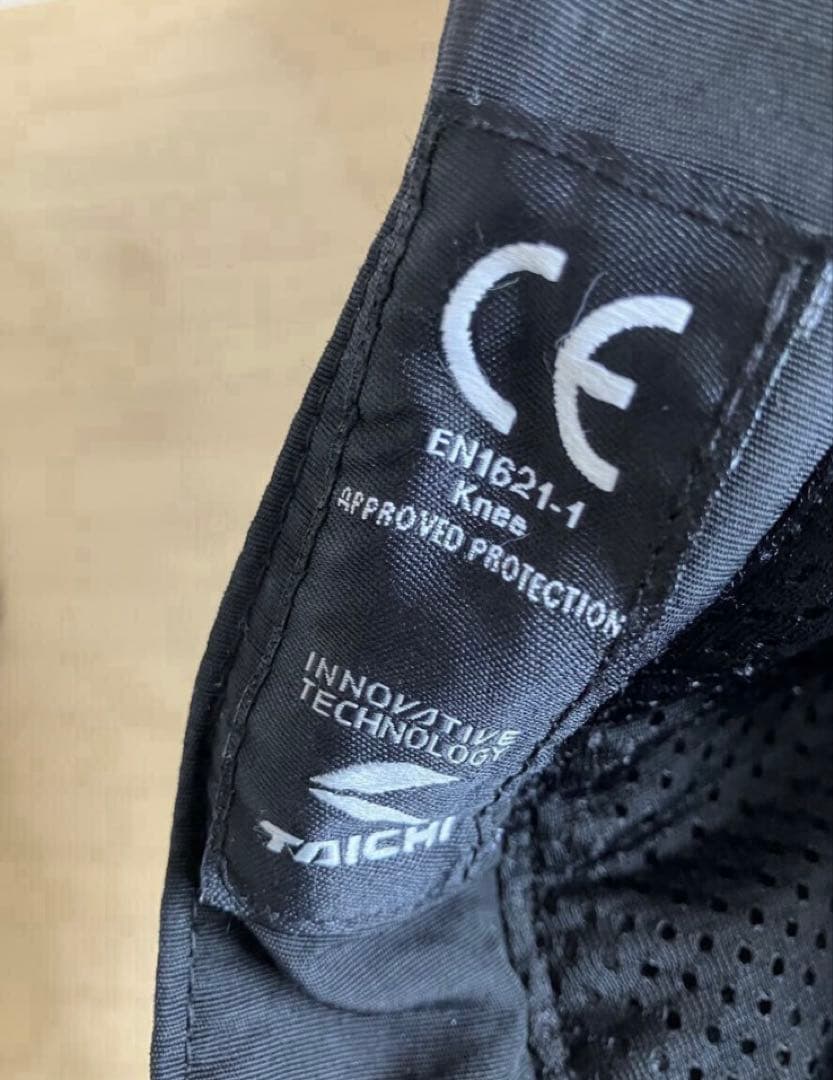 CE
EN1621-1
Knee
APPROVED PROTECTION
INNOVATIVE
TECHNOLOGY
TAICHI